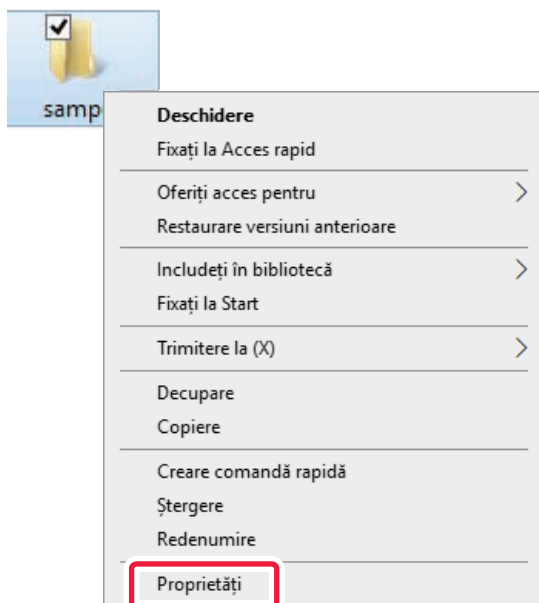 samp
Deschidere
Fixați la Acces rapid
Oferiți acces pentru
Restaurare versiuni anterioare
Includeți în bibliotecă
Fixați la Start
Trimitere la (X)
Decupare
Copiere
Creare comandă rapidă
Ștergere
Redenumire
Proprietăți